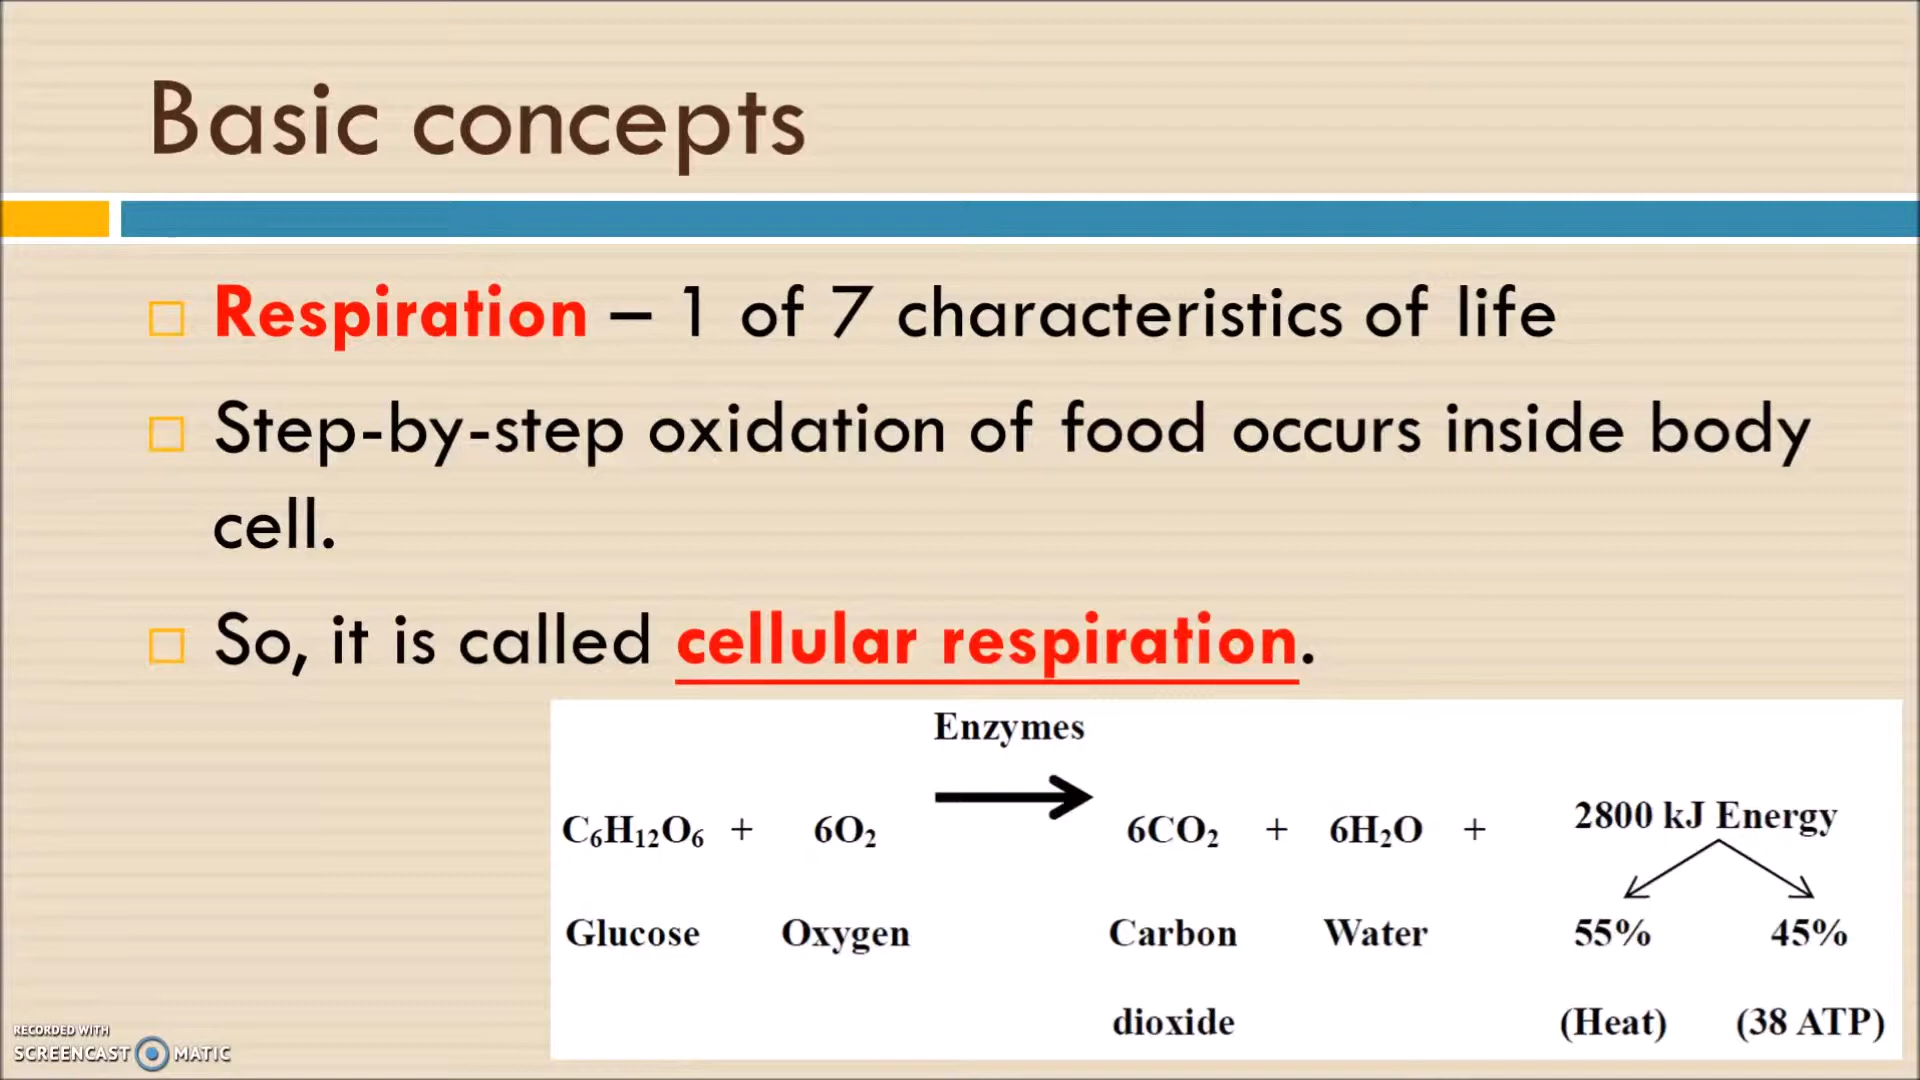 Basic concepts
Respiration – 1 of 7 characteristics of life
Step-by-step oxidation of food occurs inside body
cell.
So, it is called cellular respiration.
Enzymes
C₆H₁₂O₆ + 6O₂ 6CO₂ + 6H₂O + 2800 kJ Energy
Glucose Oxygen Carbon Water 55% 45%
dioxide (Heat) (38 ATP)
RECORDED WITH
SCREENCAST MATIC